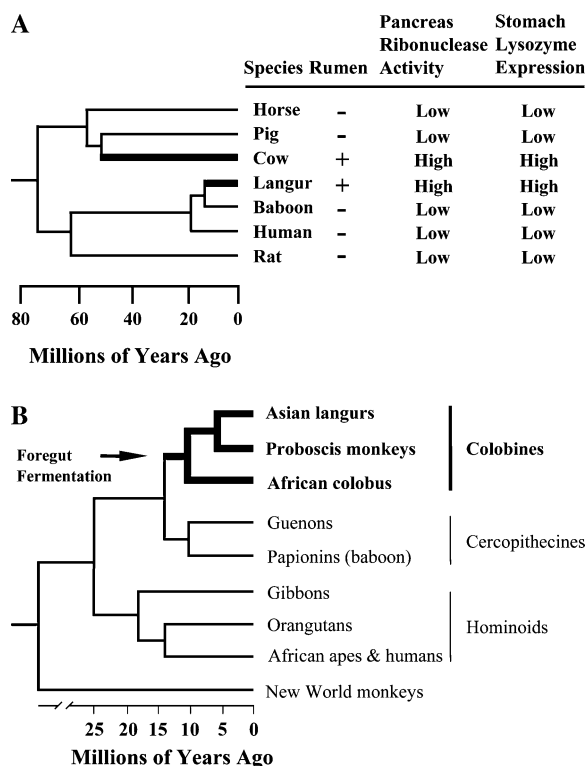 A
Pancreas Stomach
Ribonuclease Lysozyme
Species Rumen Activity Expression
Horse - Low Low
Pig - Low Low
Cow + High High
Langur + High High
Baboon - Low Low
Human - Low Low
Rat - Low Low
80 60 40 20 0
Millions of Years Ago
B
Asian langurs
Foregut
Fermentation
Proboscis monkeys
Colobines
African colobus
Guenons
Cercopithecines
Papionins (baboon)
Gibbons
Orangutans
Hominoids
African apes & humans
New World monkeys
25 20 15 10 5 0
Millions of Years Ago